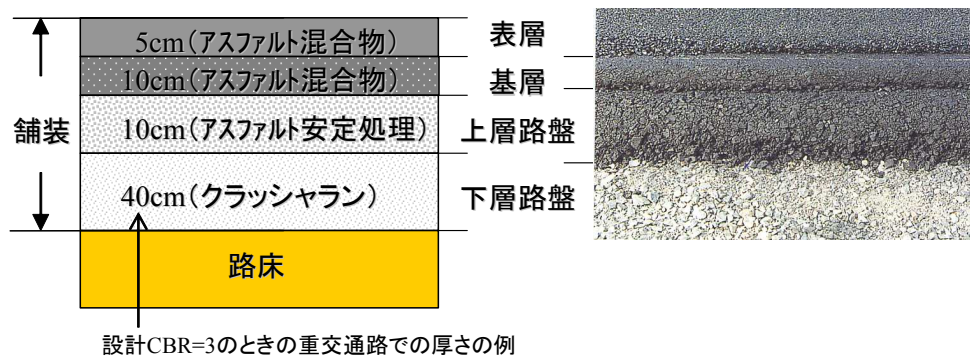 5cm(アスファルト混合物) 表層
10cm(アスファルト混合物) 基層
舗装 10cm(アスファルト安定処理) 上層路盤
40cm(クラッシャラン) 下層路盤
路床
設計CBR=3のときの重交通路での厚さの例